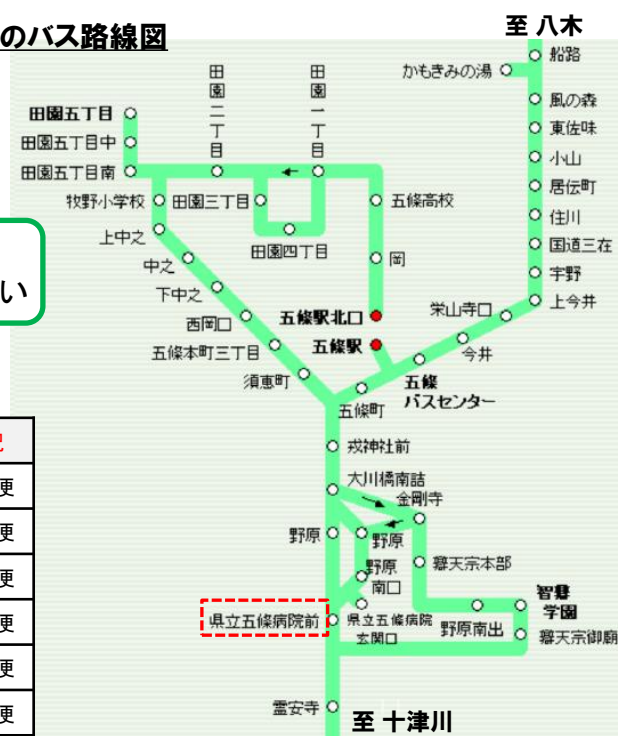 のバス路線図
至 八木
船路
かもきみの湯
風の森
東佐味
小山
居伝町
住川
国道三在
宇野
上今井
栄山寺口
今井
五條
バスセンター
五條町
田園五丁目
田園五丁目中
田園五丁目南
田園二丁目
田園一丁目
牧野小学校
田園三丁目
田園四丁目
五條高校
岡
五條駅北口
五條駅
上中之
中之
下中之
西岡口
五條本町三丁目
須恵町
い
戎神社前
大川橋南詰
金剛寺
野原
野原
野原
南口
辯天宗本部
智辯
学園
県立五條病院前
県立五條病院
玄関口
野原南出
辯天宗御廟
霊安寺
至 十津川
便
便
便
便
便
便